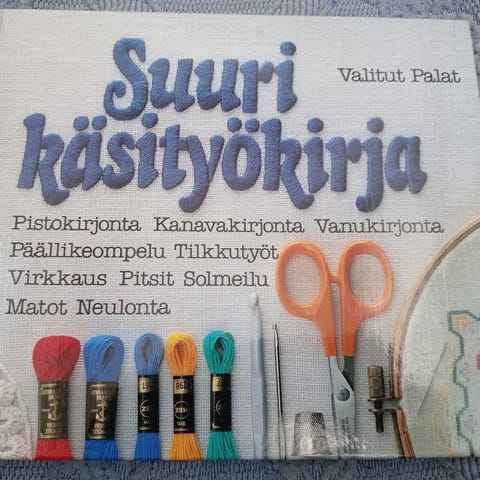 Suuri
käsityökirja
Valitut Palat
Pistokirjonta Kanavakirjonta Vanukirjonta
Päällikeompelu Tilkkutyöt
Virkkaus Pitsit Solmeilu
Matot Neulonta